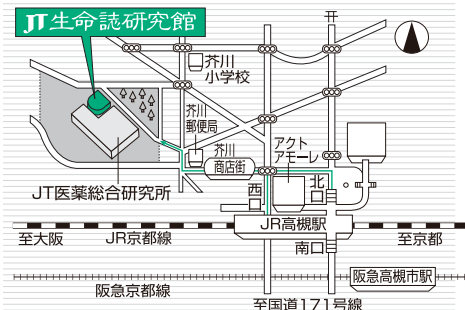 JT生命誌研究館
芥川
小学校
芥川
郵便局
アクト
アモーレ
芥川
商店街
JT医薬総合研究所
西
口
北
口
JR高槻駅
至大阪
JR京都線
至京都
南口
阪急高槻市駅
阪急京都線
至国道171号線